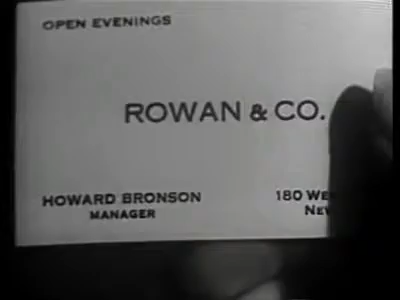 OPEN EVENINGS
ROWAN & CO.
HOWARD BRONSON
MANAGER
180